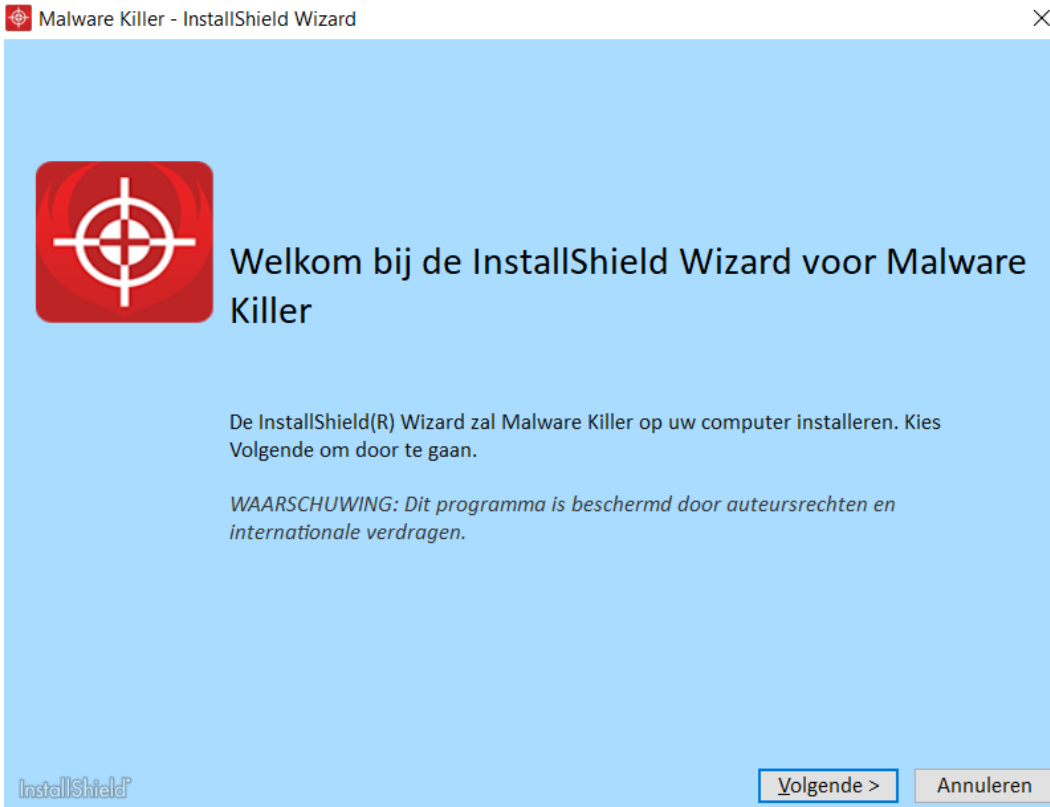 Malware Killer - InstallShield Wizard
Welkom bij de InstallShield Wizard voor Malware
Killer
De InstallShield(R) Wizard zal Malware Killer op uw computer installeren. Kies
Volgende om door te gaan.
WAARSCHUWING: Dit programma is beschermd door auteursrechten en
internationale verdragen.
InstallShield®
Volgende >
Annuleren